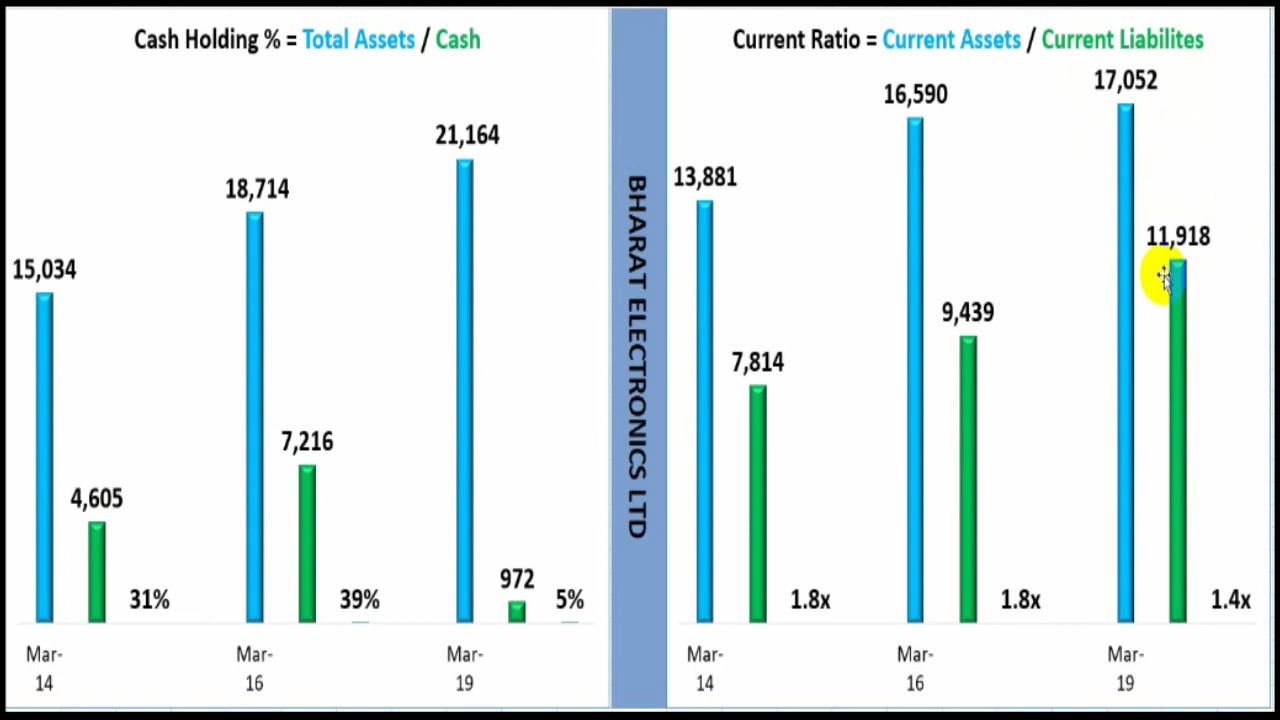 Cash Holding % = Total Assets / Cash
15,034
4,605
31%
18,714
7,216
39%
21,164
972
5%
Mar-
14
Mar-
16
Mar-
19
BHARAT ELECTRONICS LTD
Current Ratio = Current Assets / Current Liabilites
13,881
7,814
1.8x
16,590
9,439
1.8x
17,052
11,918
1.4x
Mar-
14
Mar-
16
Mar-
19